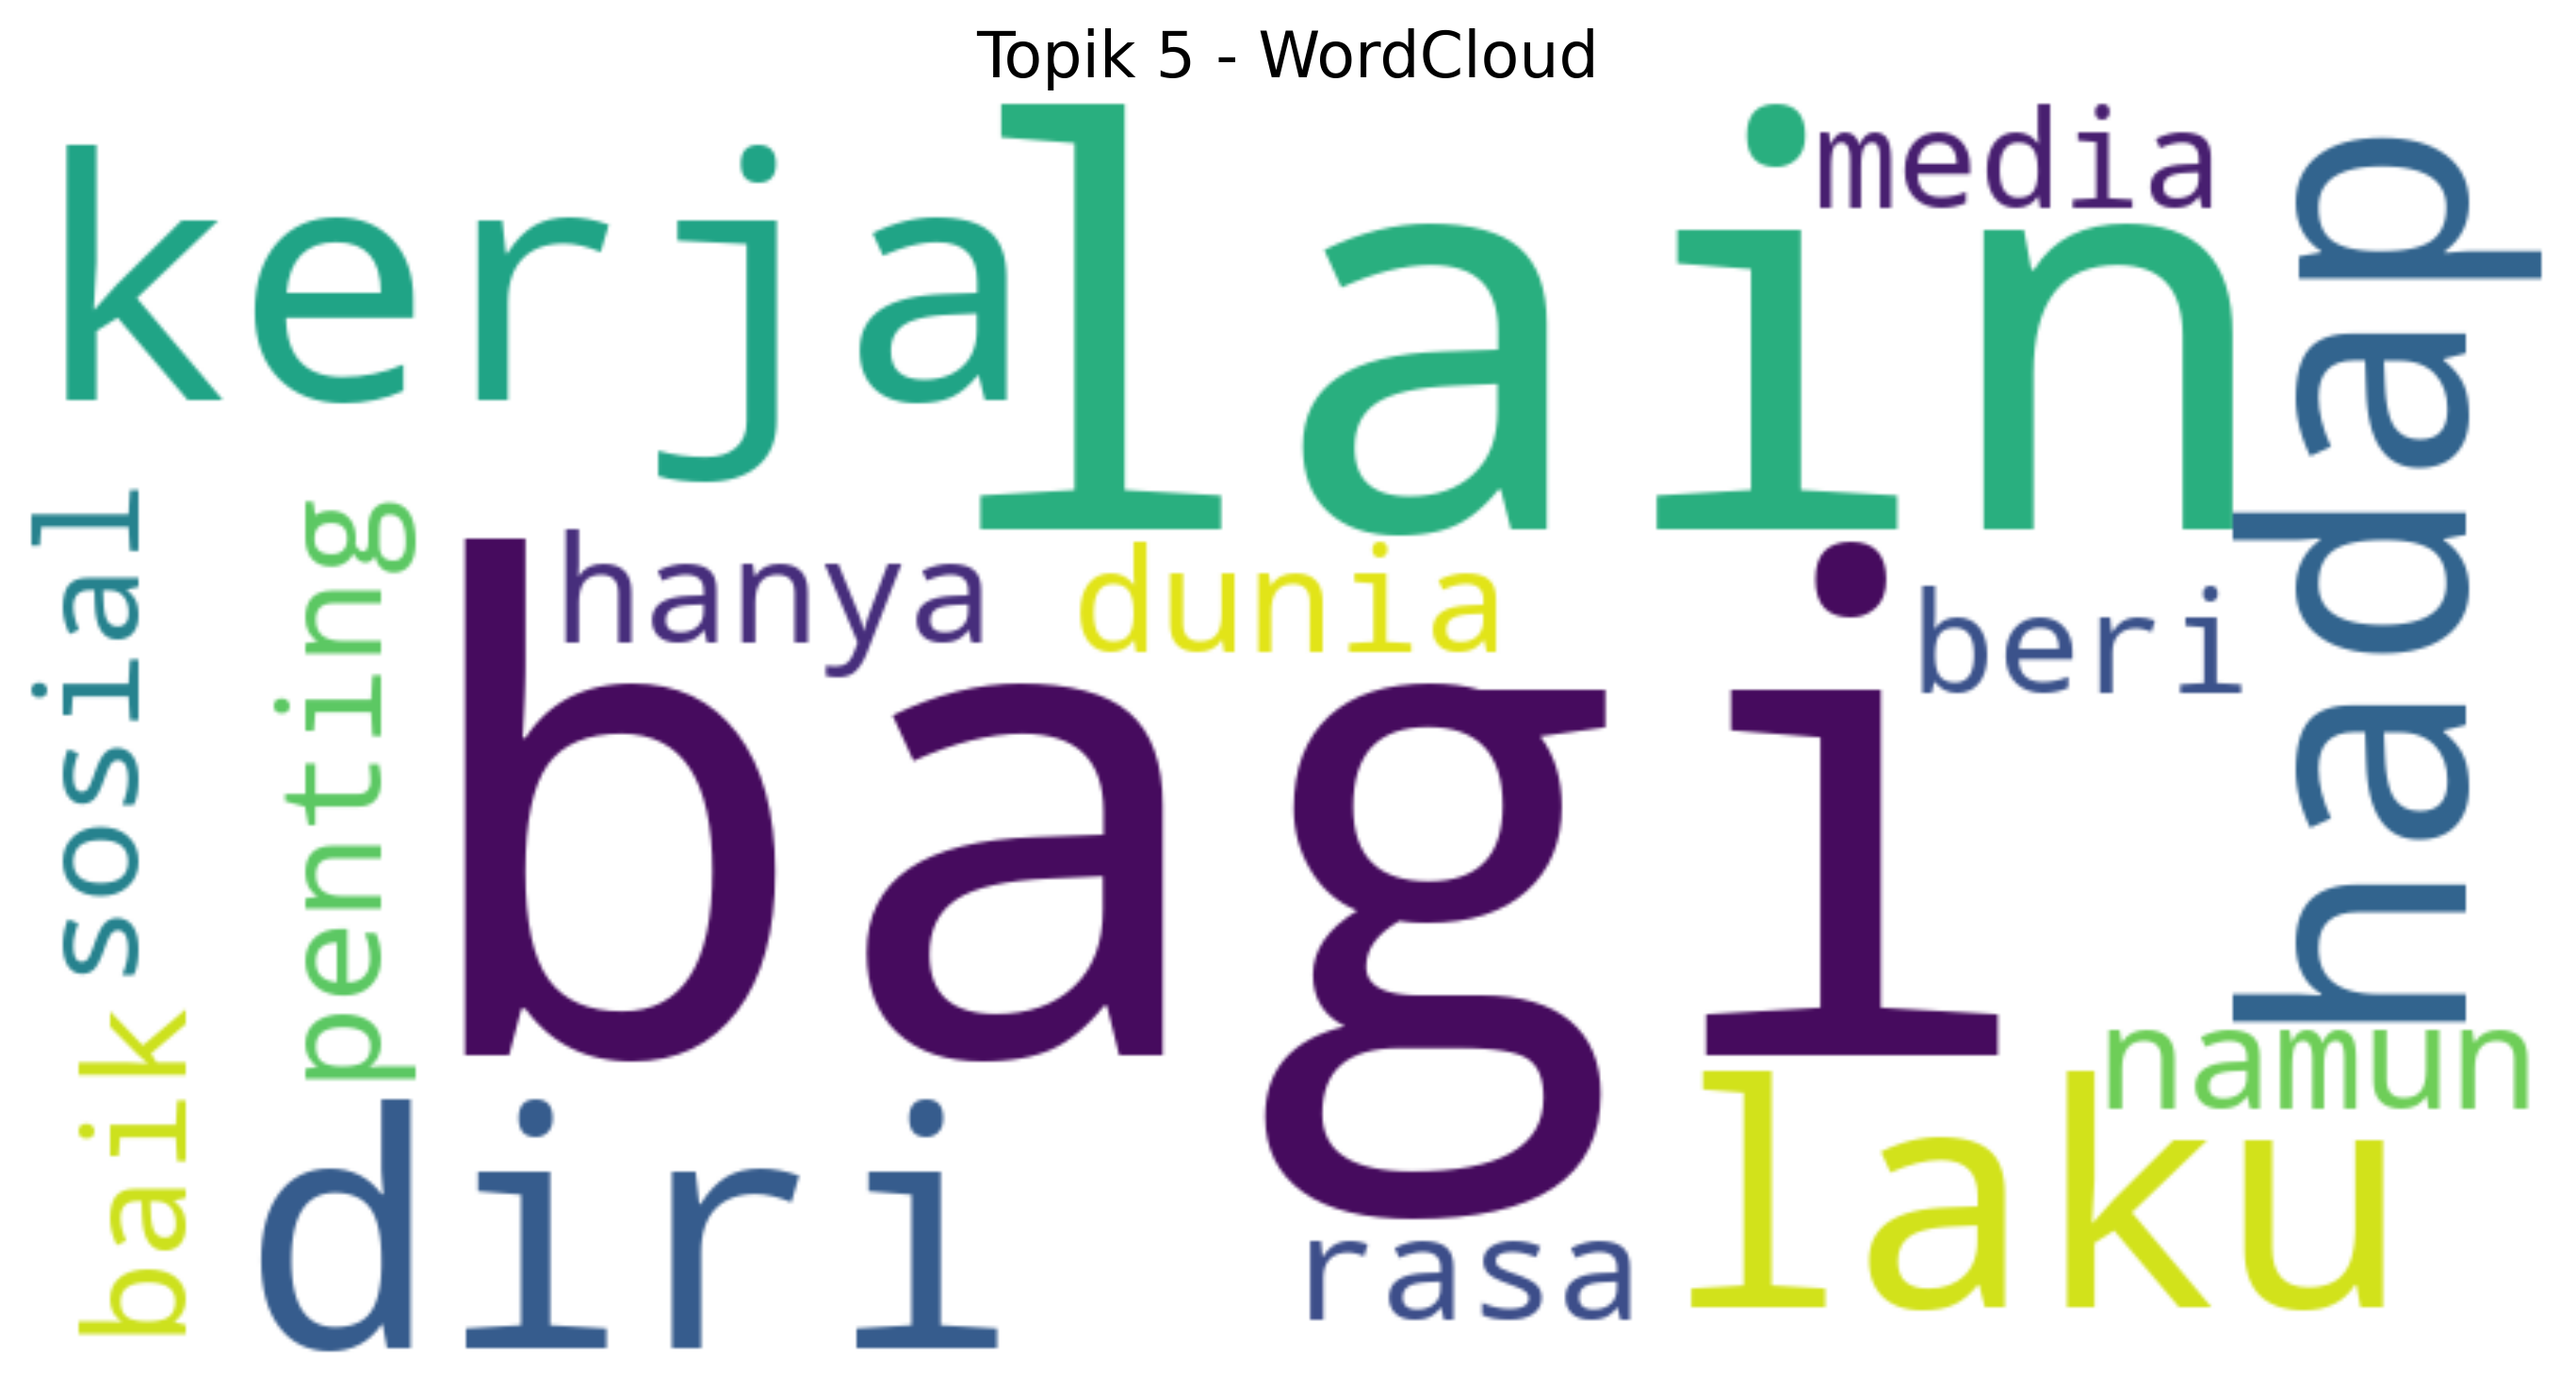 Topik 5 - WordCloud
kerja
lain
media
hadap
sosial
penting
hanya
dunia
beri
bagi
baik
diri
rasa
laku
namun